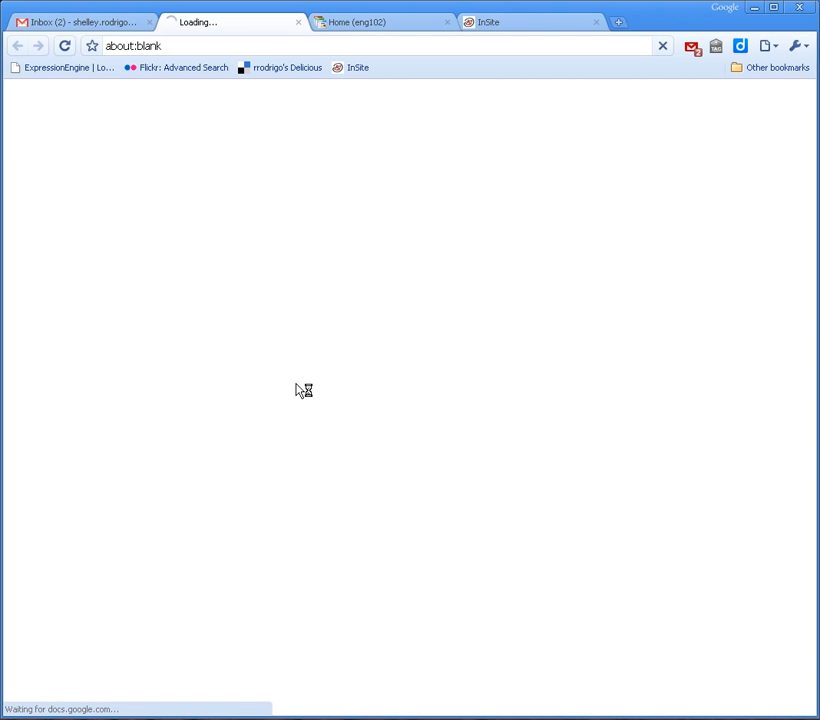 Google
Inbox (2) - shelley.rodrigo... Loading... Home (eng102) InSite
about:blank 2
ExpressionEngine | Lo... Flickr: Advanced Search rrodrigo's Delicious InSite Other bookmarks
Waiting for docs.google.com...